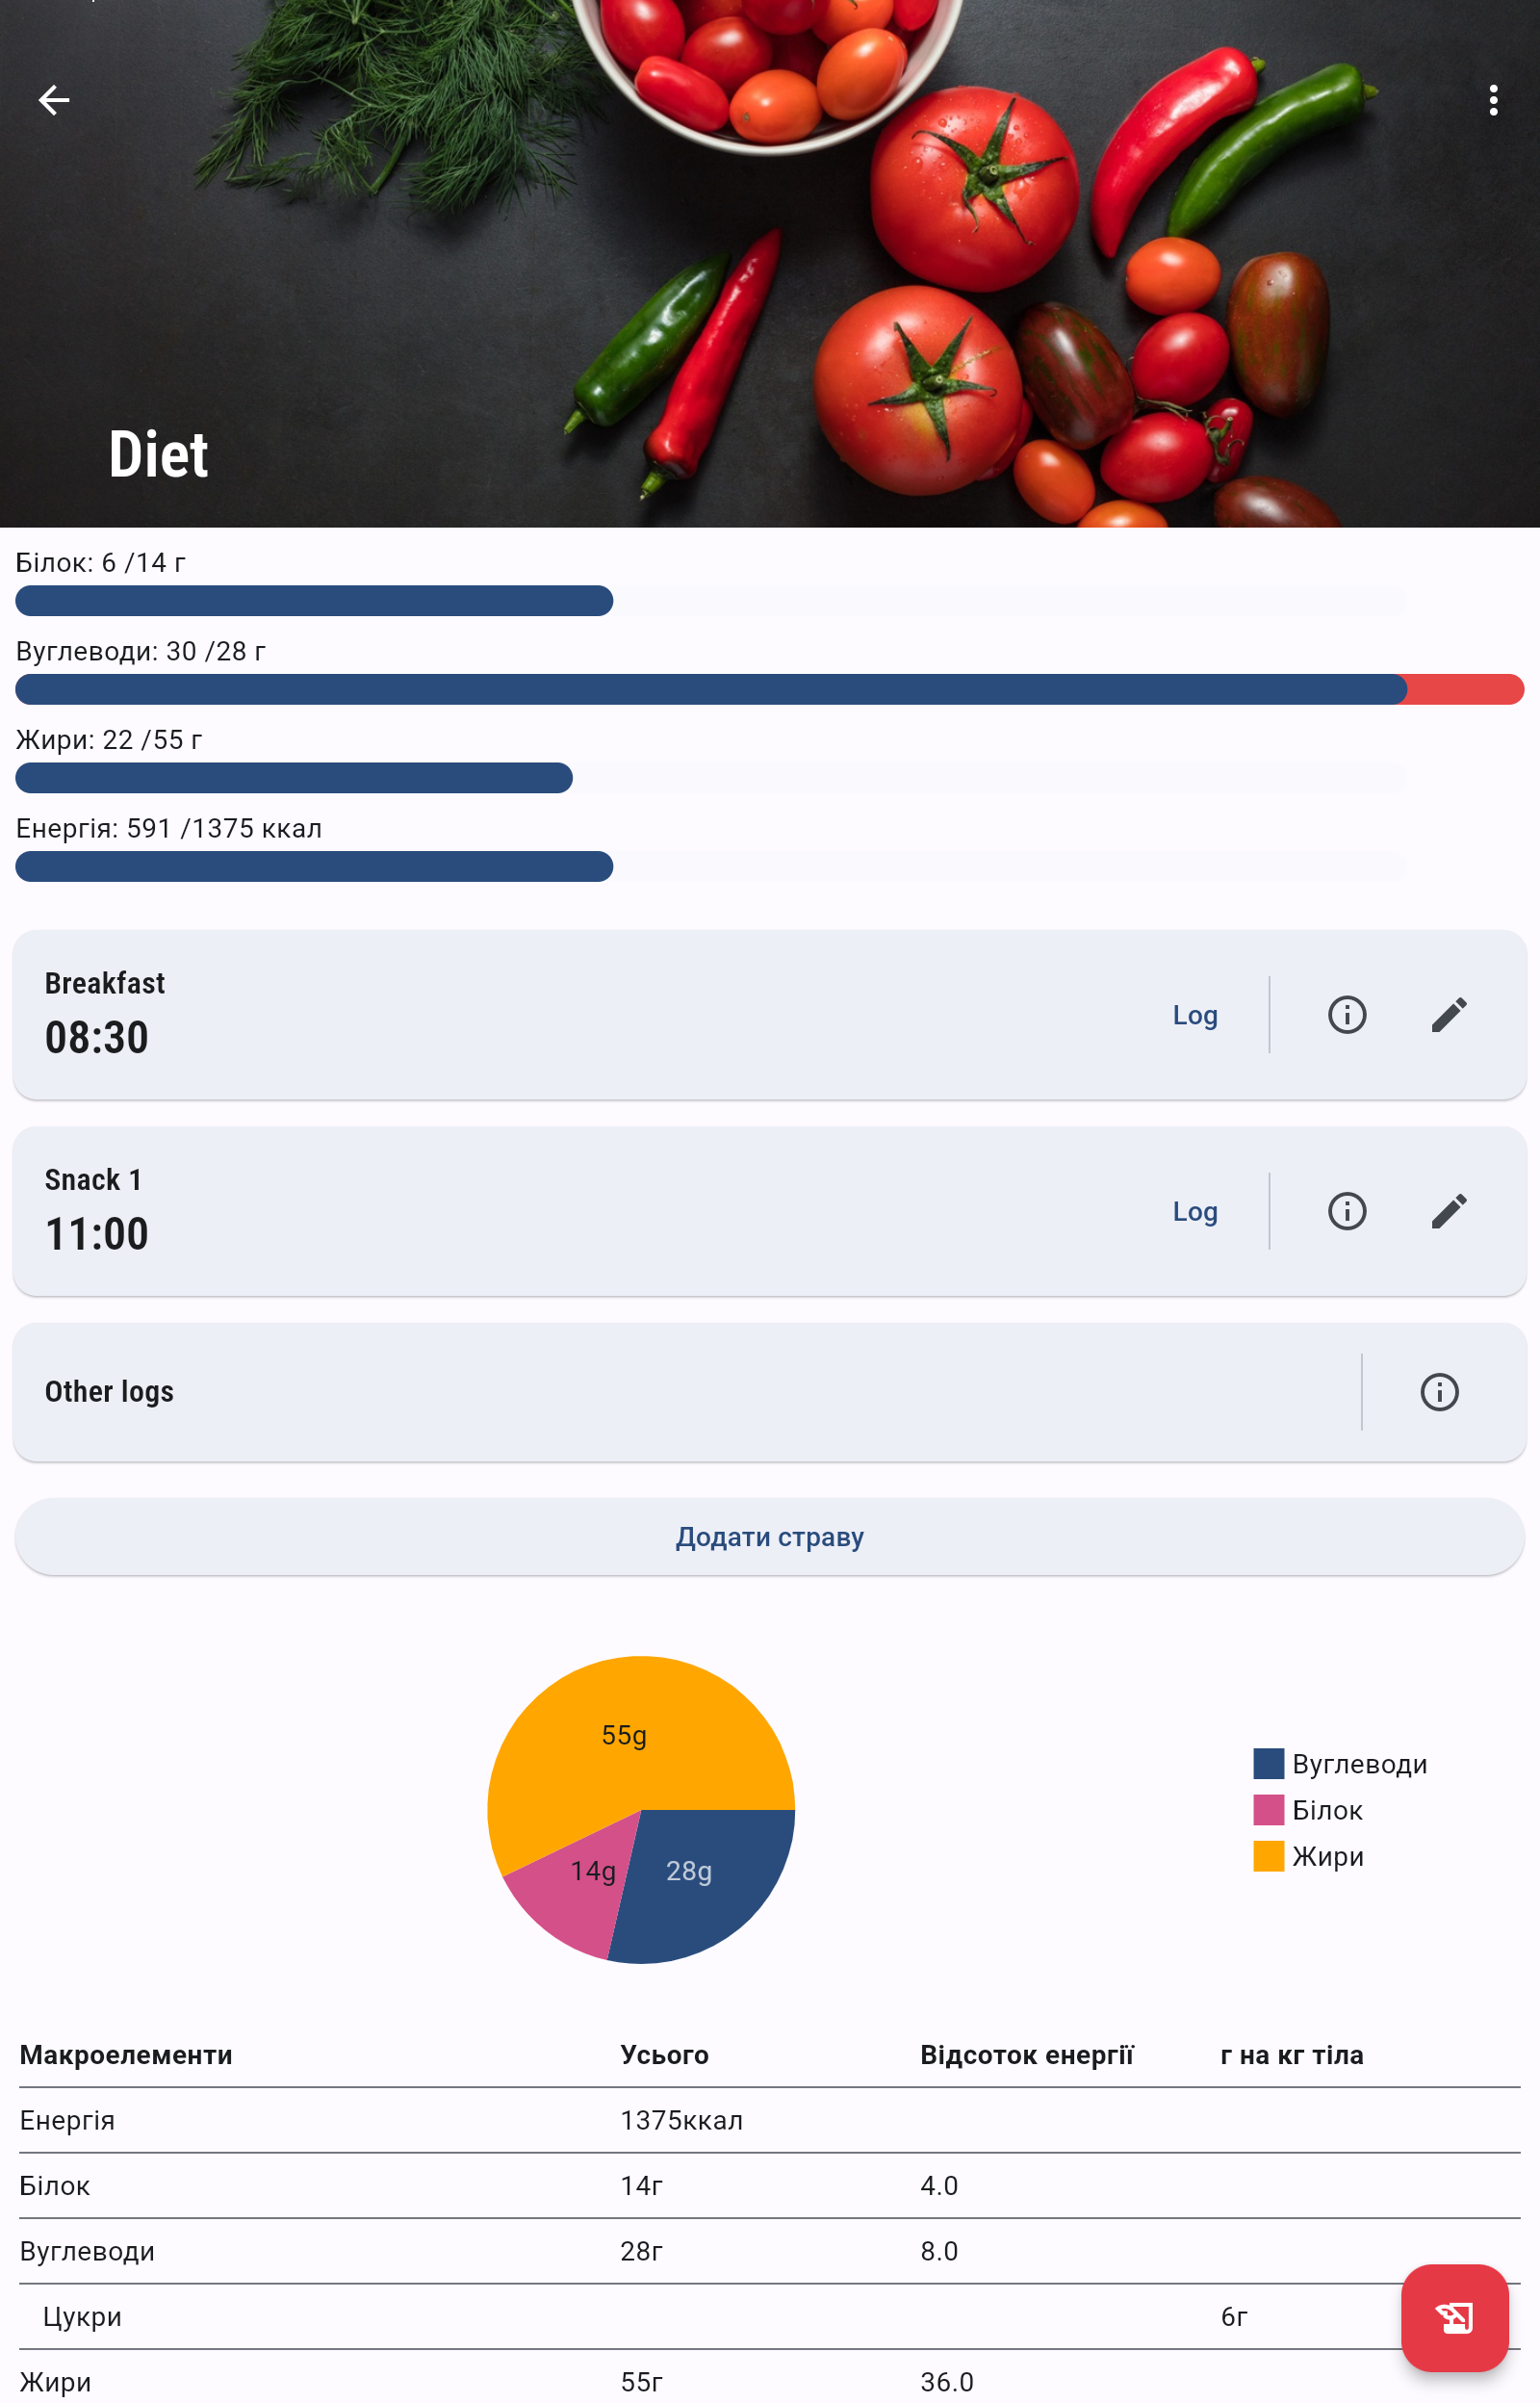 Diet
Білок: 6 /14 г
Вуглеводи: 30 /28 г
Жири: 22 /55 г
Енергія: 591 /1375 ккал
Breakfast
08:30
Log
Snack 1
11:00
Log
Other logs
Додати страву
55g
14g
28g
Вуглеводи
Білок
Жири
Макроелементи Усього Відсоток енергії г на кг тіла
Енергія 1375ккал
Білок 14г 4.0
Вуглеводи 28г 8.0
Цукри 6г
Жири 55г 36.0